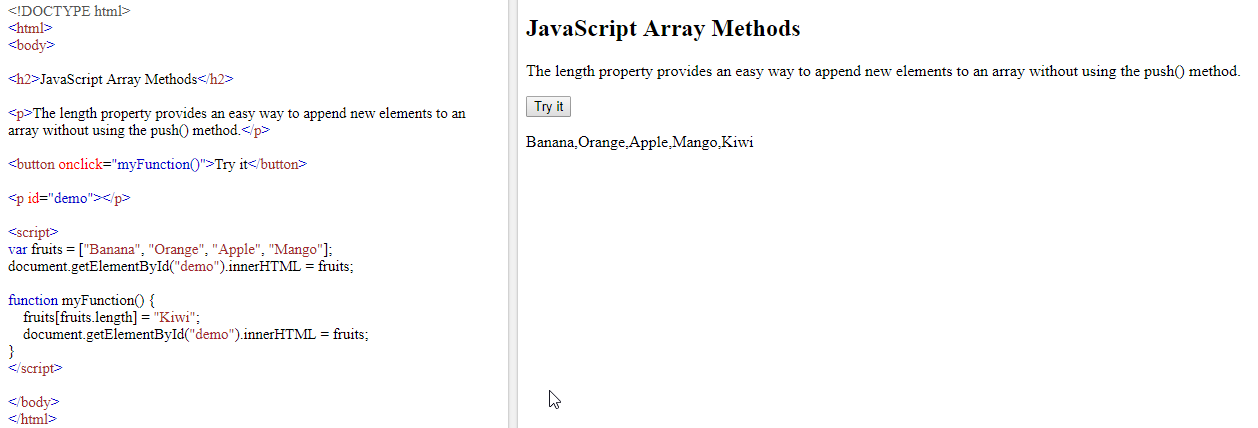 <!DOCTYPE html>
<html>
<body>
<h2>JavaScript Array Methods</h2>
<p>The length property provides an easy way to append new elements to an
array without using the push() method.</p>
<button onclick="myFunction()">Try it</button>
<p id="demo"></p>
<script>
var fruits = ["Banana", "Orange", "Apple", "Mango"];
document.getElementById("demo").innerHTML = fruits;
function myFunction() {
    fruits[fruits.length] = "Kiwi";
    document.getElementById("demo").innerHTML = fruits;
}
</script>
</body>
</html>
JavaScript Array Methods
The length property provides an easy way to append new elements to an array without using the push() method.
Try it
Banana,Orange,Apple,Mango,Kiwi